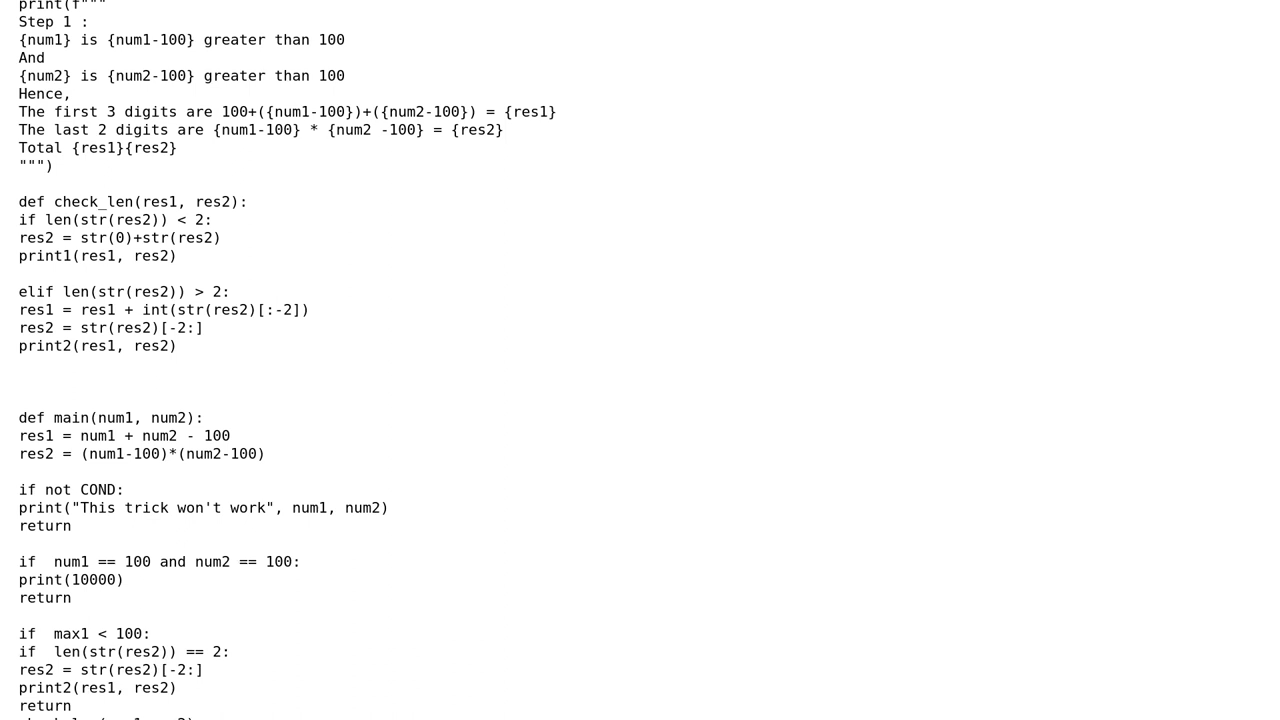 print(f"""
Step 1 :
{num1} is {num1-100} greater than 100
And
{num2} is {num2-100} greater than 100
Hence,
The first 3 digits are 100+({num1-100})+({num2-100}) = {res1}
The last 2 digits are {num1-100} * {num2 -100} = {res2}
Total {res1}{res2}
""")

def check_len(res1, res2):
if len(str(res2)) < 2:
res2 = str(0)+str(res2)
print1(res1, res2)

elif len(str(res2)) > 2:
res1 = res1 + int(str(res2)[:-2])
res2 = str(res2)[-2:]
print2(res1, res2)

def main(num1, num2):
res1 = num1 + num2 - 100
res2 = (num1-100)*(num2-100)

if not COND:
print("This trick won't work", num1, num2)
return

if  num1 == 100 and num2 == 100:
print(10000)
return

if  max1 < 100:
if  len(str(res2)) == 2:
res2 = str(res2)[-2:]
print2(res1, res2)
return